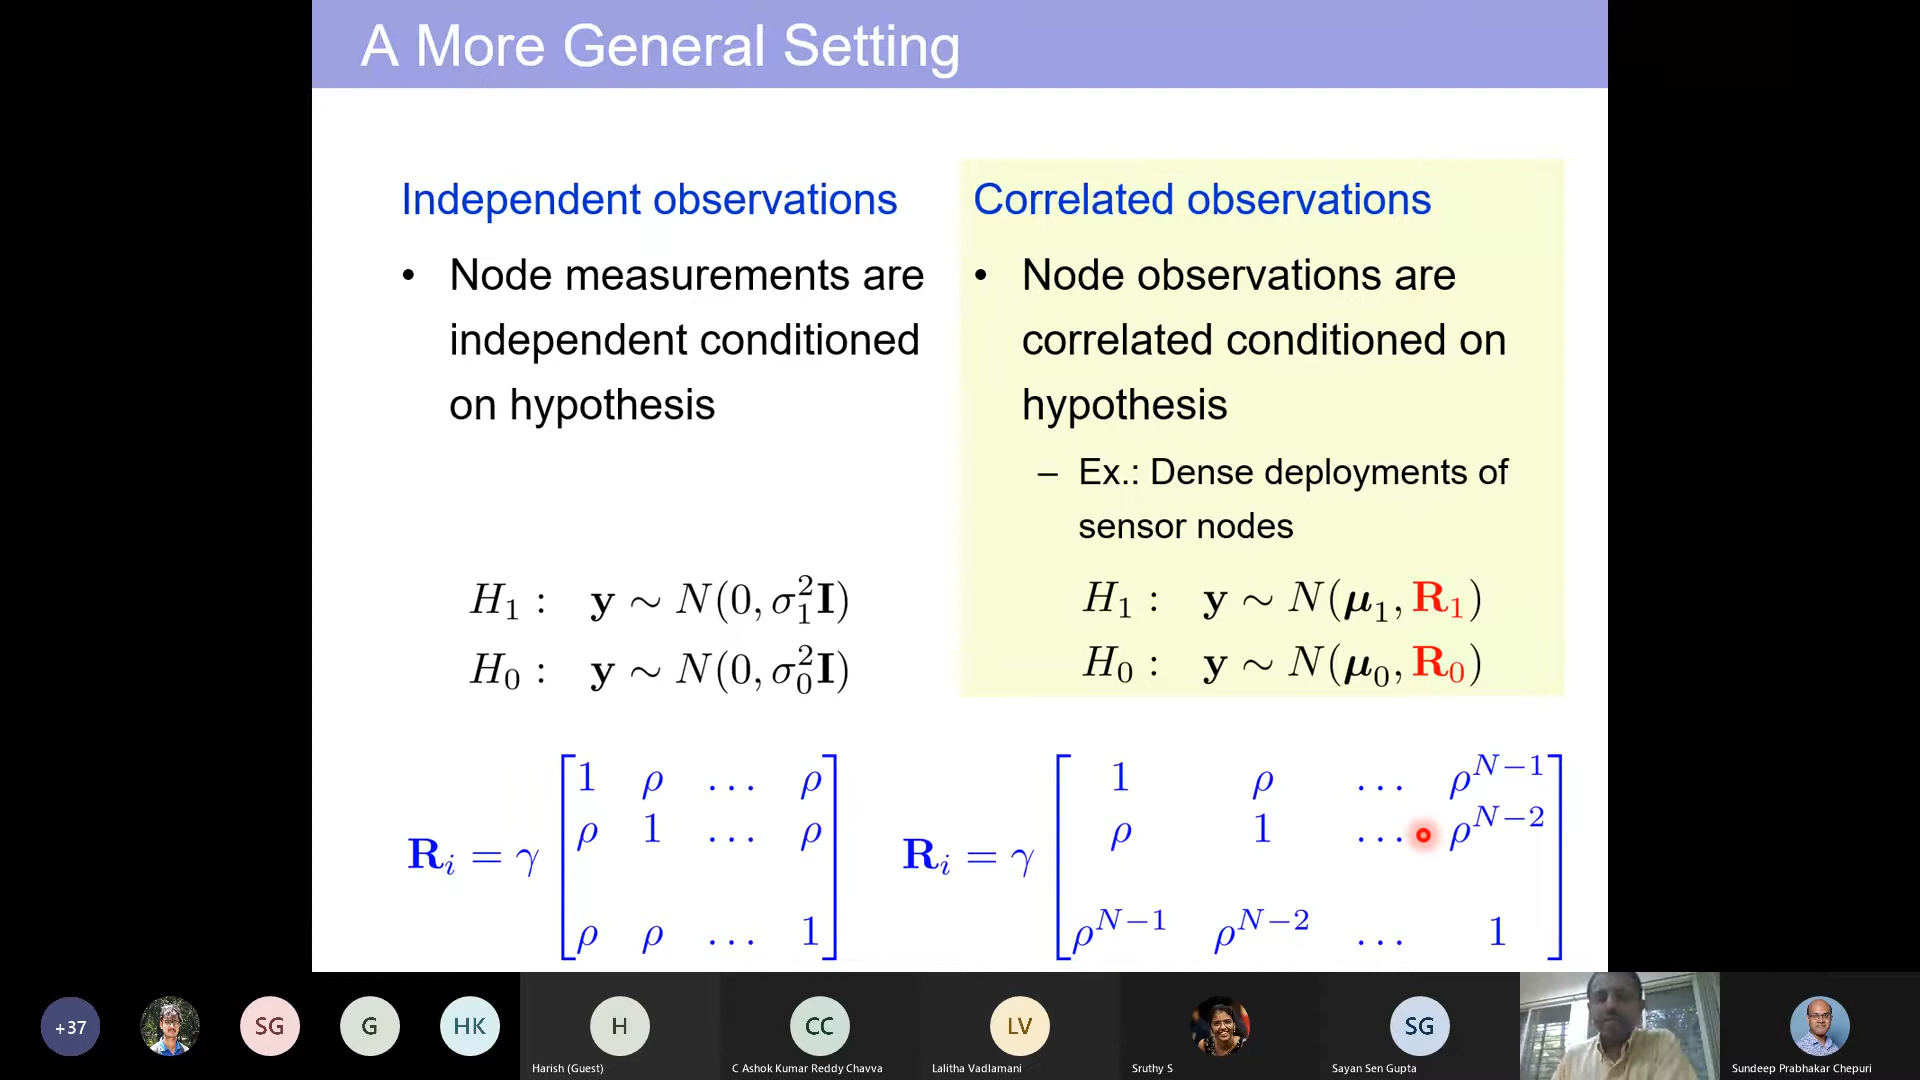 A More General Setting
Independent observations
• Node measurements are
independent conditioned
on hypothesis
H₁ : y ∼ N(0, σ₁²I)
H₀ : y ∼ N(0, σ₀²I)
Correlated observations
• Node observations are
correlated conditioned on
hypothesis
– Ex.: Dense deployments of
sensor nodes
H₁ : y ∼ N(μ₁, R₁)
H₀ : y ∼ N(μ₀, R₀)
Rᵢ = γ
1 ρ … ρ
ρ 1 … ρ
ρ ρ … 1
Rᵢ = γ
1 ρ … ρᴺ⁻¹
ρ 1 … ρᴺ⁻²
ρᴺ⁻¹ ρᴺ⁻² … 1
+37
SG
G
HK
H
CC
LV
SG
Harish (Guest)
C Ashok Kumar Reddy Chavva
Lalitha Vadlamani
Sruthy S
Sayan Sen Gupta
Sundeep Prabhakar Chepuri